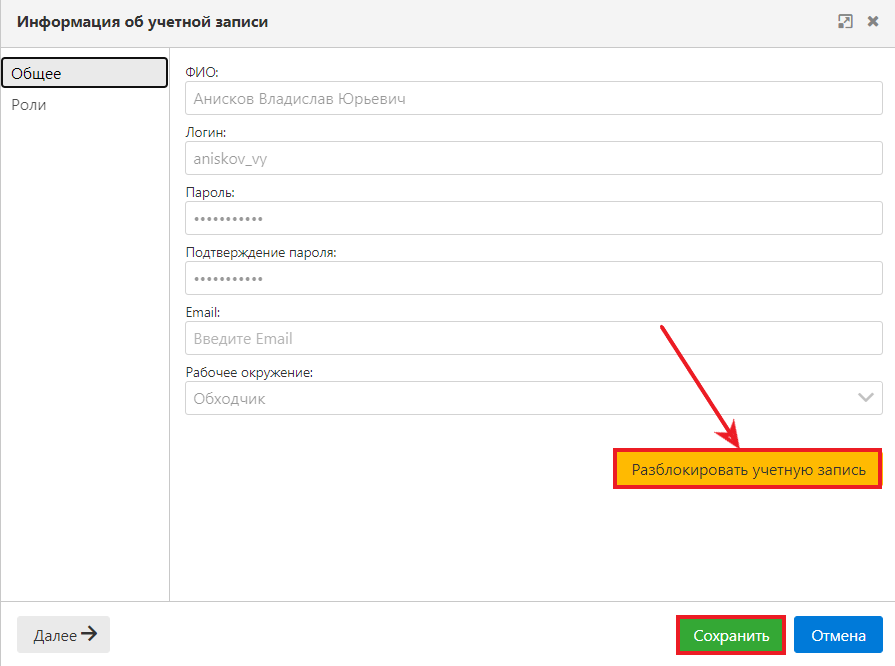 Информация об учетной записи
Общее
Роли
ФИО:
Анисков Владислав Юрьевич
Логин:
aniskov_vy
Пароль:
•••••••••••
Подтверждение пароля:
•••••••••••
Email:
Введите Email
Рабочее окружение:
Обходчик
Разблокировать учетную запись
Далее
Сохранить
Отмена